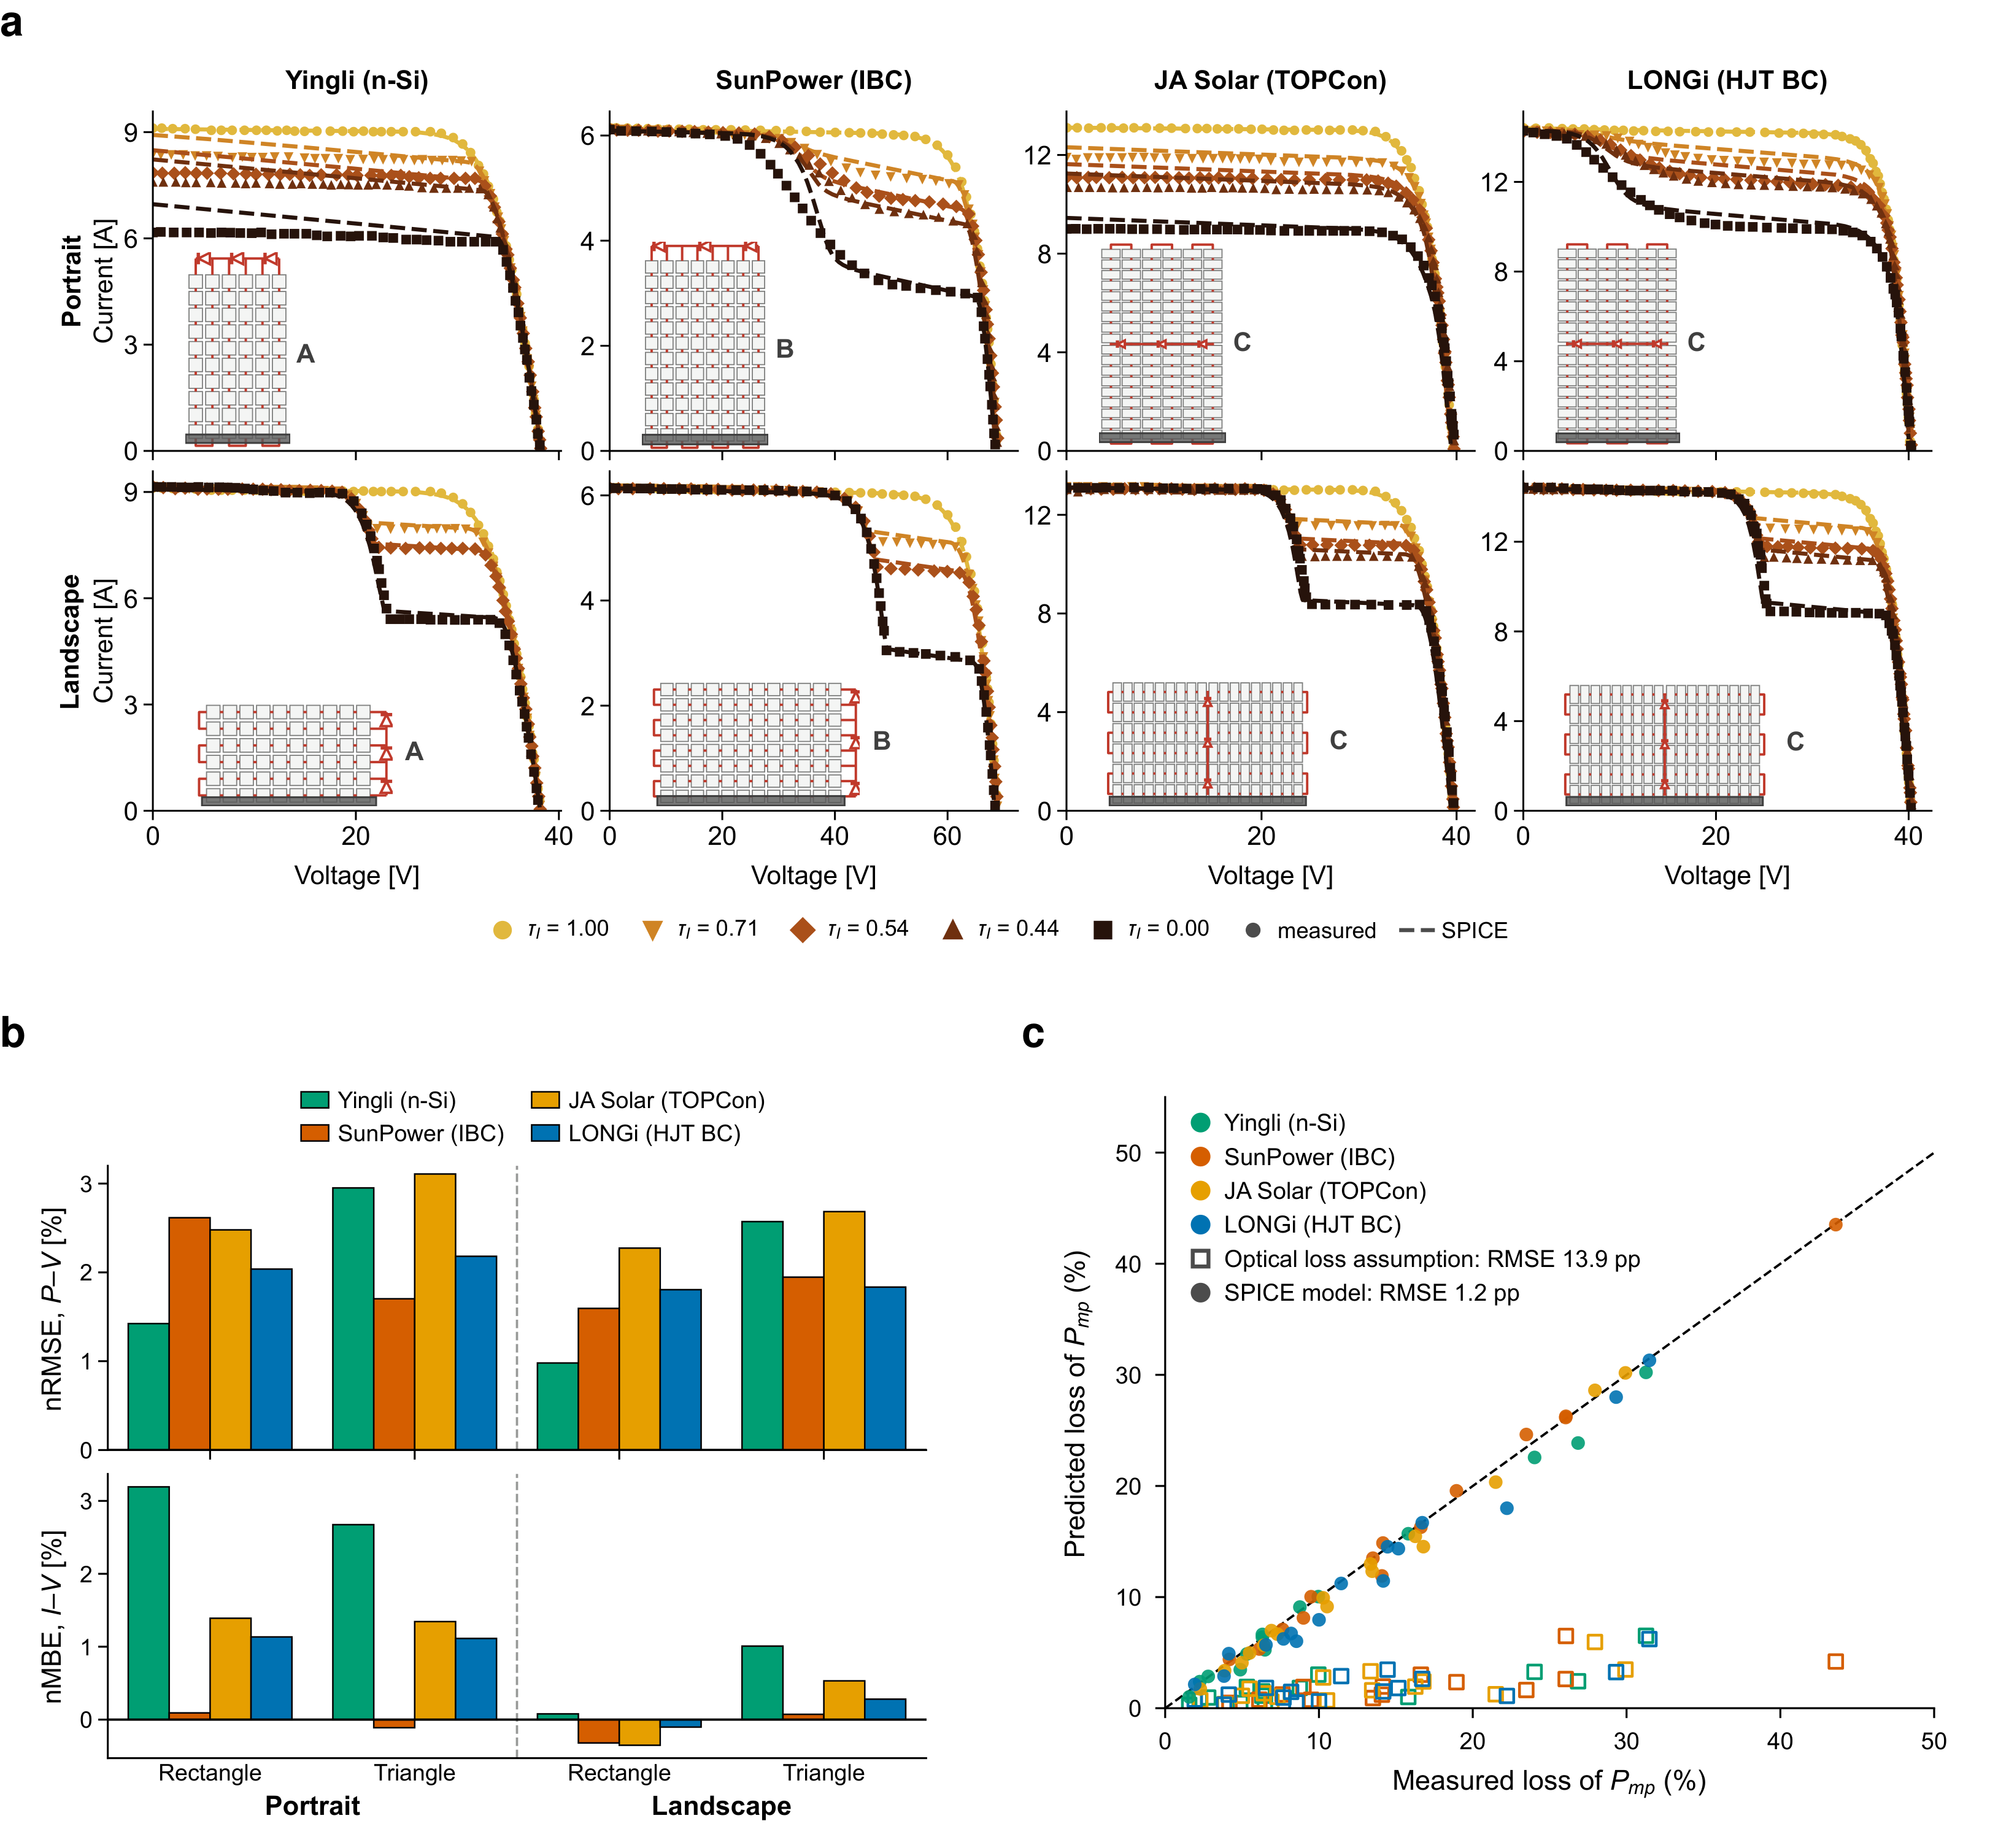 a
Yingli (n-Si)
SunPower (IBC)
JA Solar (TOPCon)
LONGi (HJT BC)
Portrait
Current [A]
9
6
3
0
A
6
4
2
0
B
12
8
4
0
C
12
8
4
0
C
Landscape
Current [A]
9
6
3
0
A
0 20 40
Voltage [V]
6
4
2
0
B
0 20 40 60
Voltage [V]
12
8
4
0
C
0 20 40
Voltage [V]
12
8
4
0
C
0 20 40
Voltage [V]
τI = 1.00 τI = 0.71 τI = 0.54 τI = 0.44 τI = 0.00 measured SPICE
b
Yingli (n-Si) JA Solar (TOPCon)
SunPower (IBC) LONGi (HJT BC)
nRMSE, P–V [%]
3
2
1
0
nMBE, I–V [%]
3
2
1
0
Rectangle Triangle Rectangle Triangle
Portrait Landscape
c
Yingli (n-Si)
SunPower (IBC)
JA Solar (TOPCon)
LONGi (HJT BC)
Optical loss assumption: RMSE 13.9 pp
SPICE model: RMSE 1.2 pp
Predicted loss of Pmp (%)
50
40
30
20
10
0
0 10 20 30 40 50
Measured loss of Pmp (%)